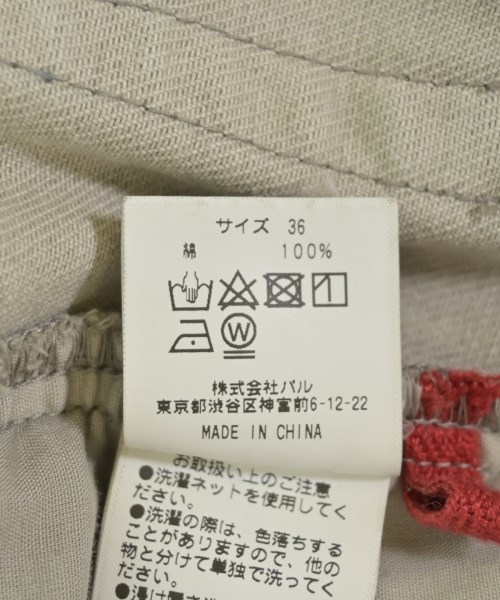 サイズ 36
綿 100%
W
株式会社パル
東京都渋谷区神宮前6-12-22
MADE IN CHINA
お取扱い上のご注意
●洗濯ネットを使用してく
ださい。
●洗濯の際は、色落ちする
ことがありますので、他の
物と分けて単独で洗ってく
ださい。